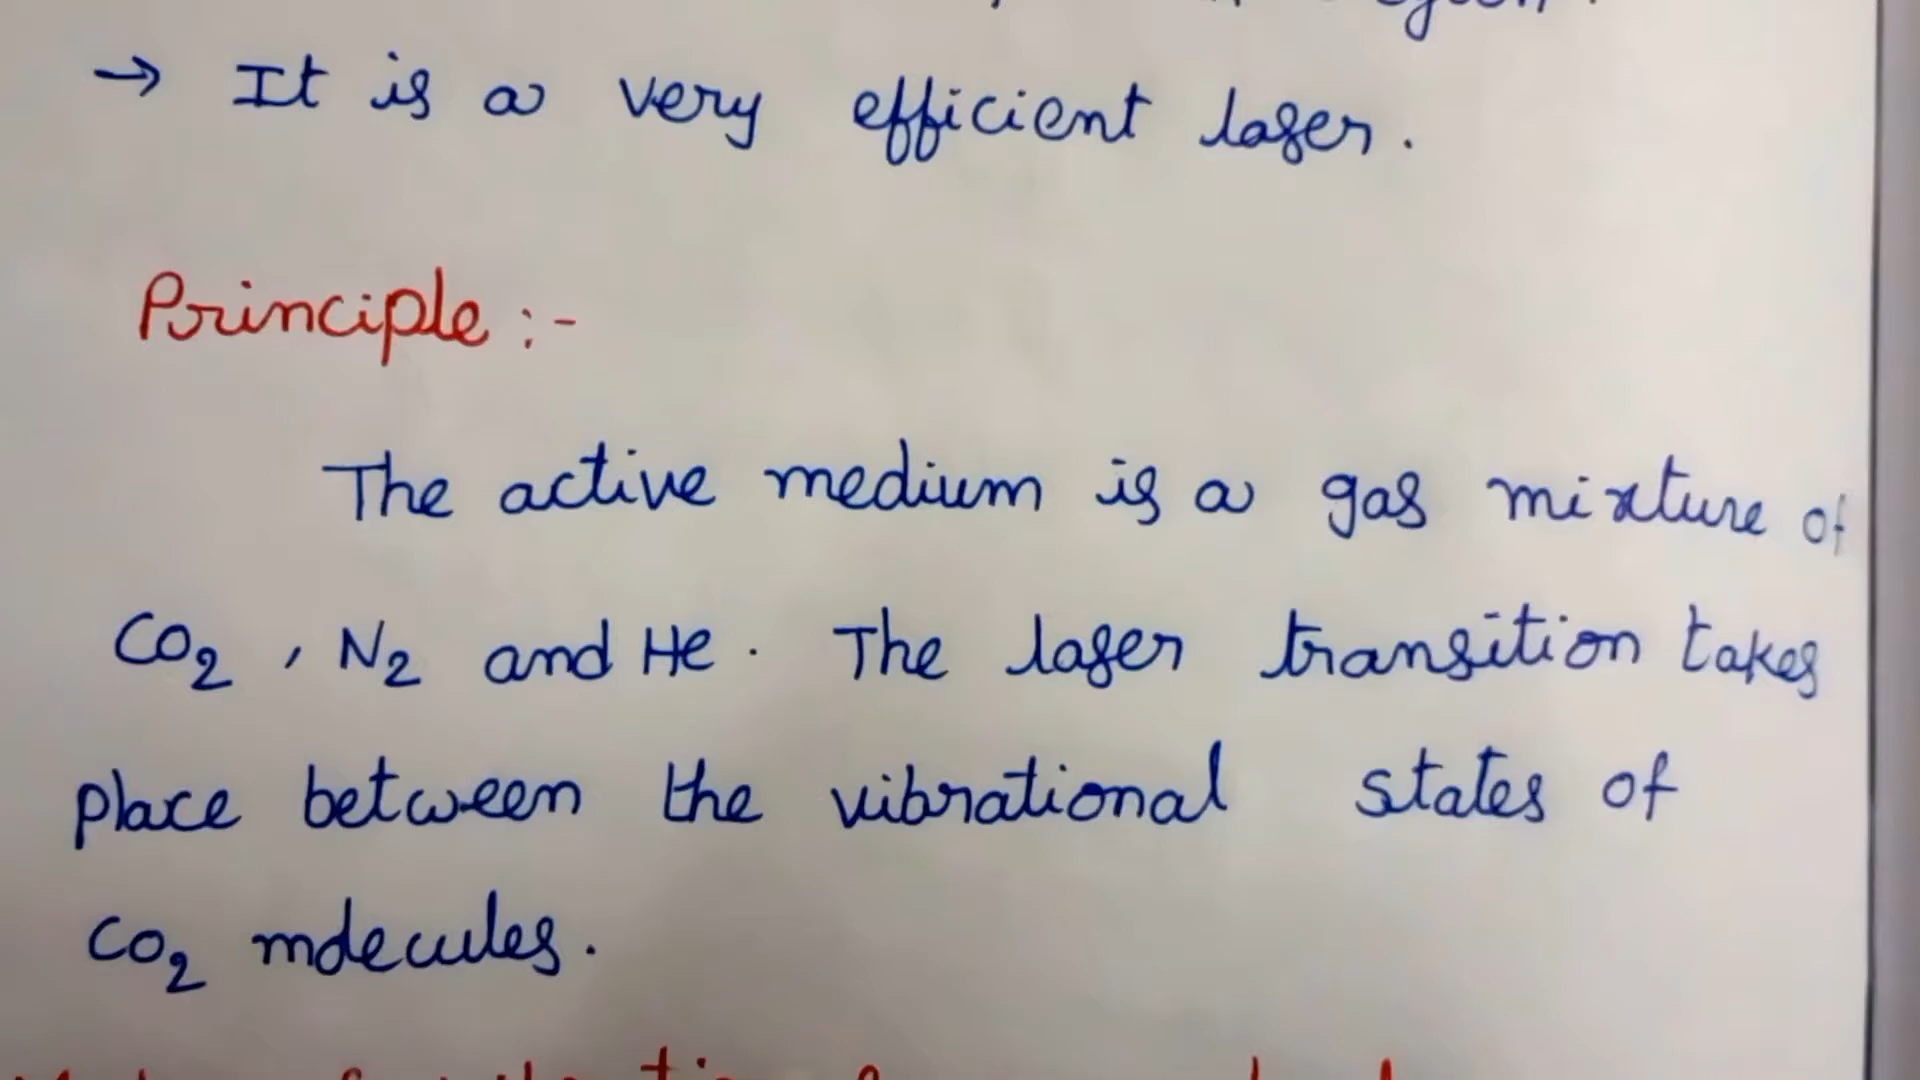 → It is a very efficient laser.
Principle :-
The active medium is a gas mixture of
CO2, N2 and He. The laser transition takes
place between the vibrational states of
CO2 molecules.